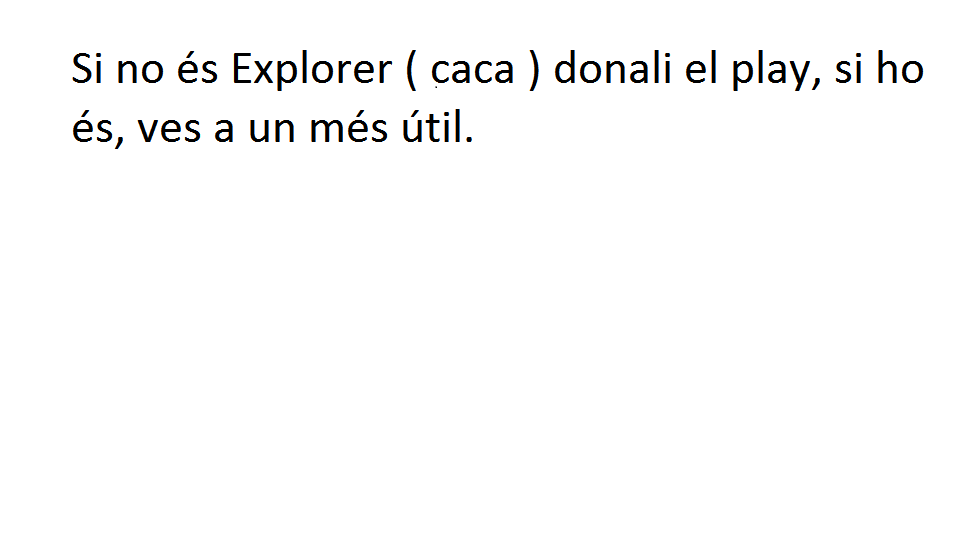 Si no és Explorer ( caca ) donali el play, si ho
és, ves a un més útil.